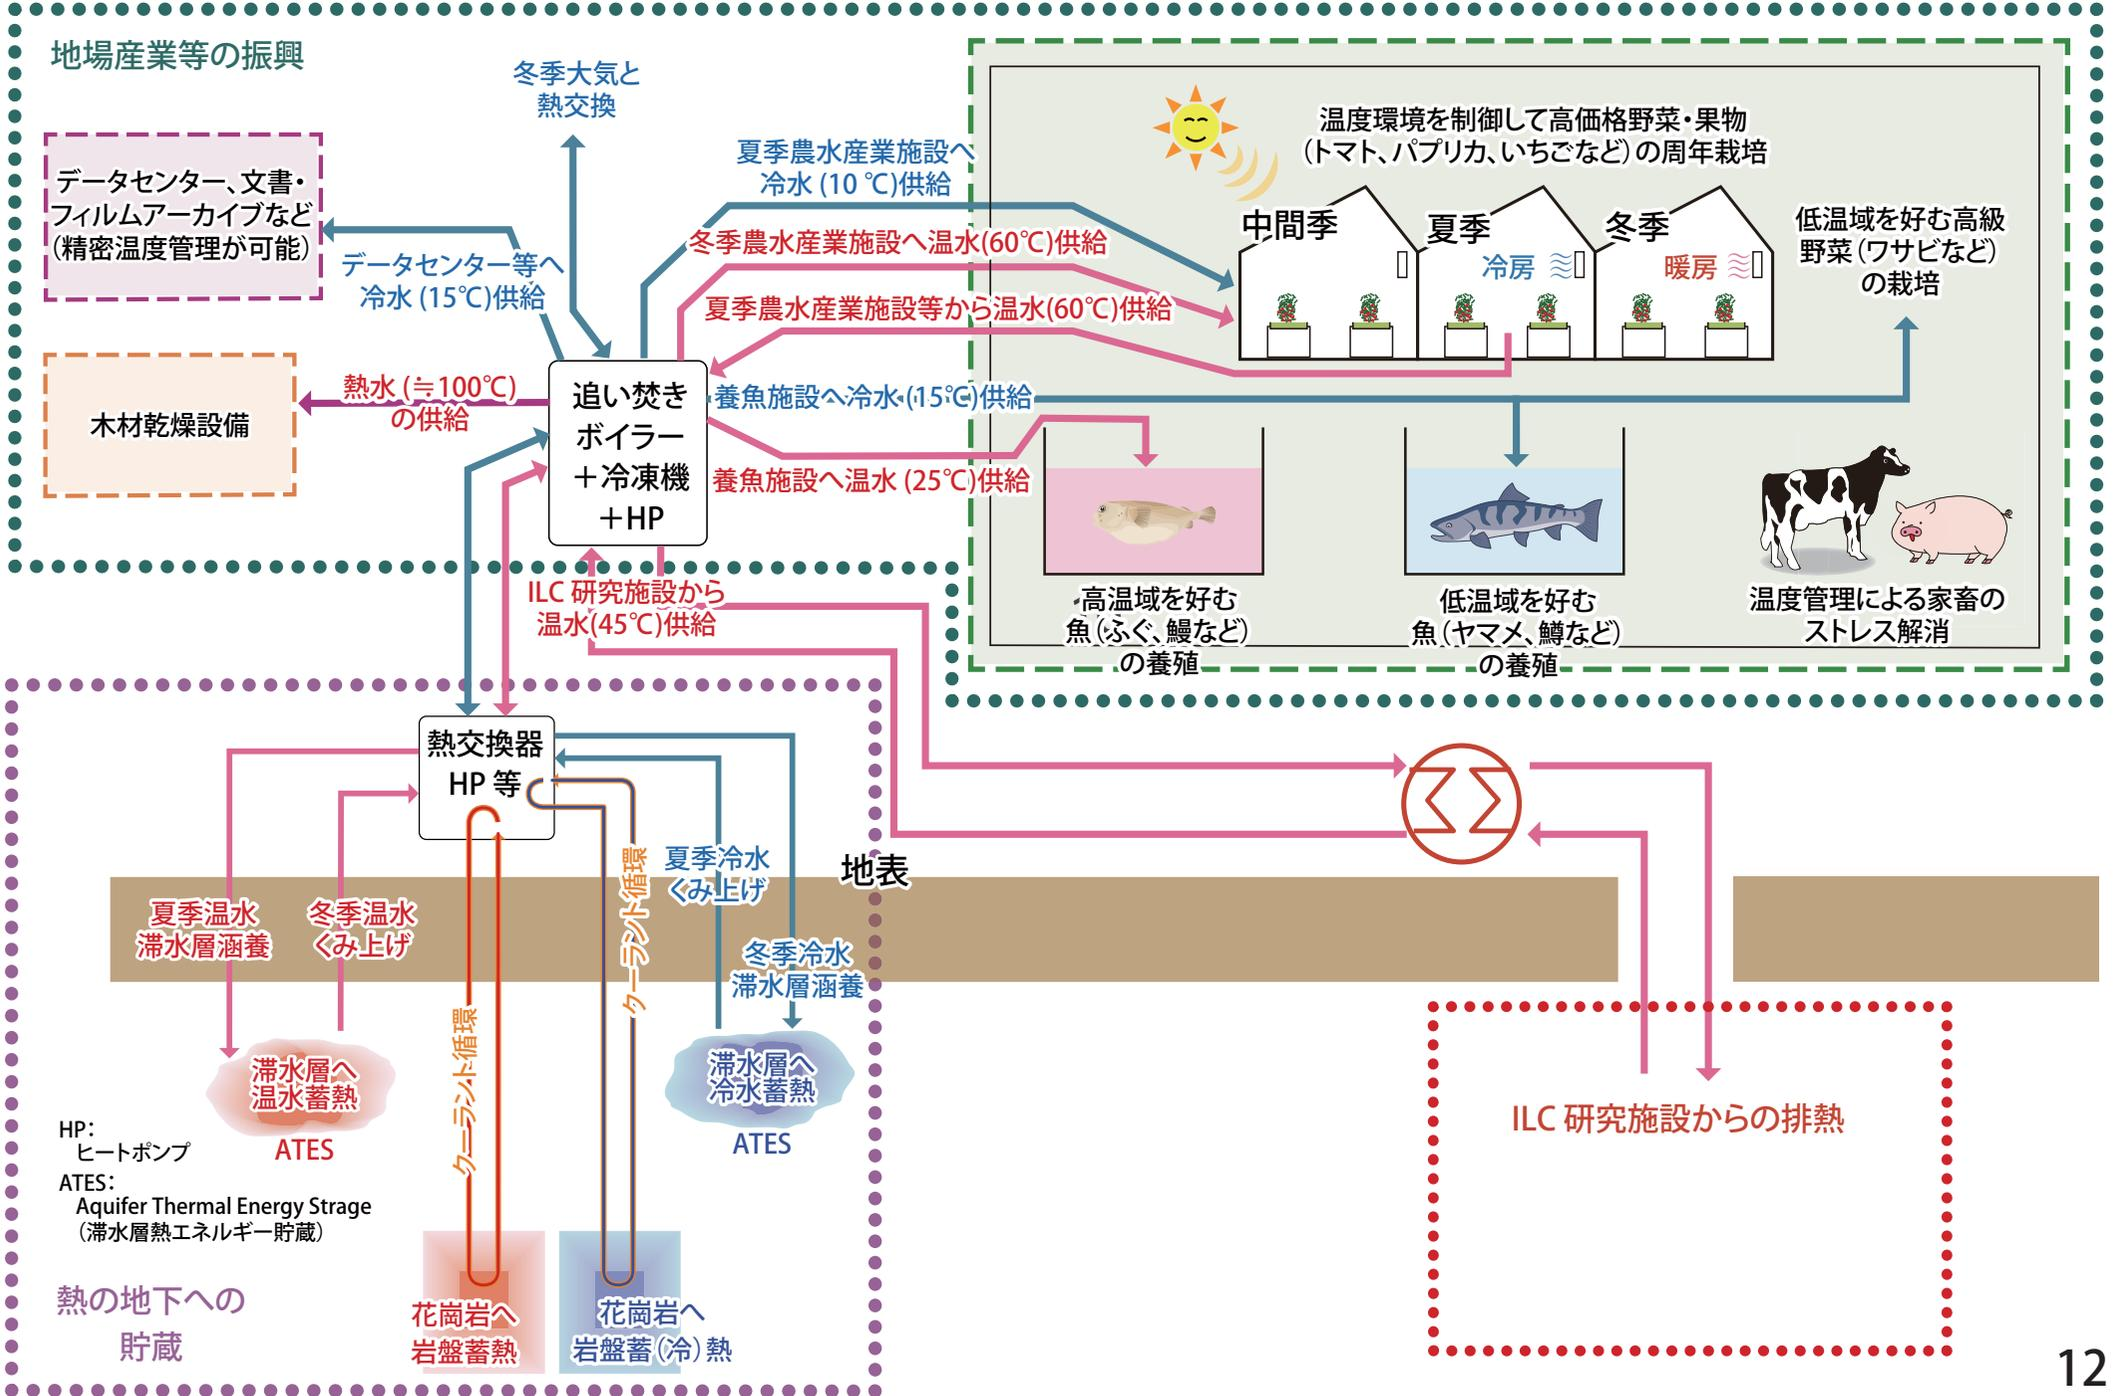 地場産業等の振興
冬季大気と
熱交換
データセンター、文書・
フィルムアーカイブなど
(精密温度管理が可能)
データセンター等へ
冷水 (15℃)供給
木材乾燥設備
熱水 (≒100℃)
の供給
追い焚き
ボイラー
＋冷凍機
＋HP
夏季農水産業施設へ
冷水 (10 ℃)供給
冬季農水産業施設へ温水(60℃)供給
夏季農水産業施設等から温水(60℃)供給
養魚施設へ冷水 (15℃)供給
養魚施設へ温水 (25℃)供給
温度環境を制御して高価格野菜・果物
(トマト、パプリカ、いちごなど)の周年栽培
中間季
夏季
冷房
冬季
暖房
低温域を好む高級
野菜(ワサビなど)
の栽培
高温域を好む
魚(ふぐ、鰻など)
の養殖
低温域を好む
魚(ヤマメ、鱒など)
の養殖
温度管理による家畜の
ストレス解消
ILC 研究施設から
温水(45℃)供給
熱交換器
HP 等
夏季温水
滞水層涵養
冬季温水
くみ上げ
クーラント循環
クーラント循環
夏季冷水
くみ上げ
冬季冷水
滞水層涵養
地表
滞水層へ
温水蓄熱
ATES
滞水層へ
冷水蓄熱
ATES
HP：
ヒートポンプ
ATES：
Aquifer Thermal Energy Strage
(滞水層熱エネルギー貯蔵)
熱の地下への
貯蔵
花崗岩へ
岩盤蓄熱
花崗岩へ
岩盤蓄(冷)熱
ILC 研究施設からの排熱
12